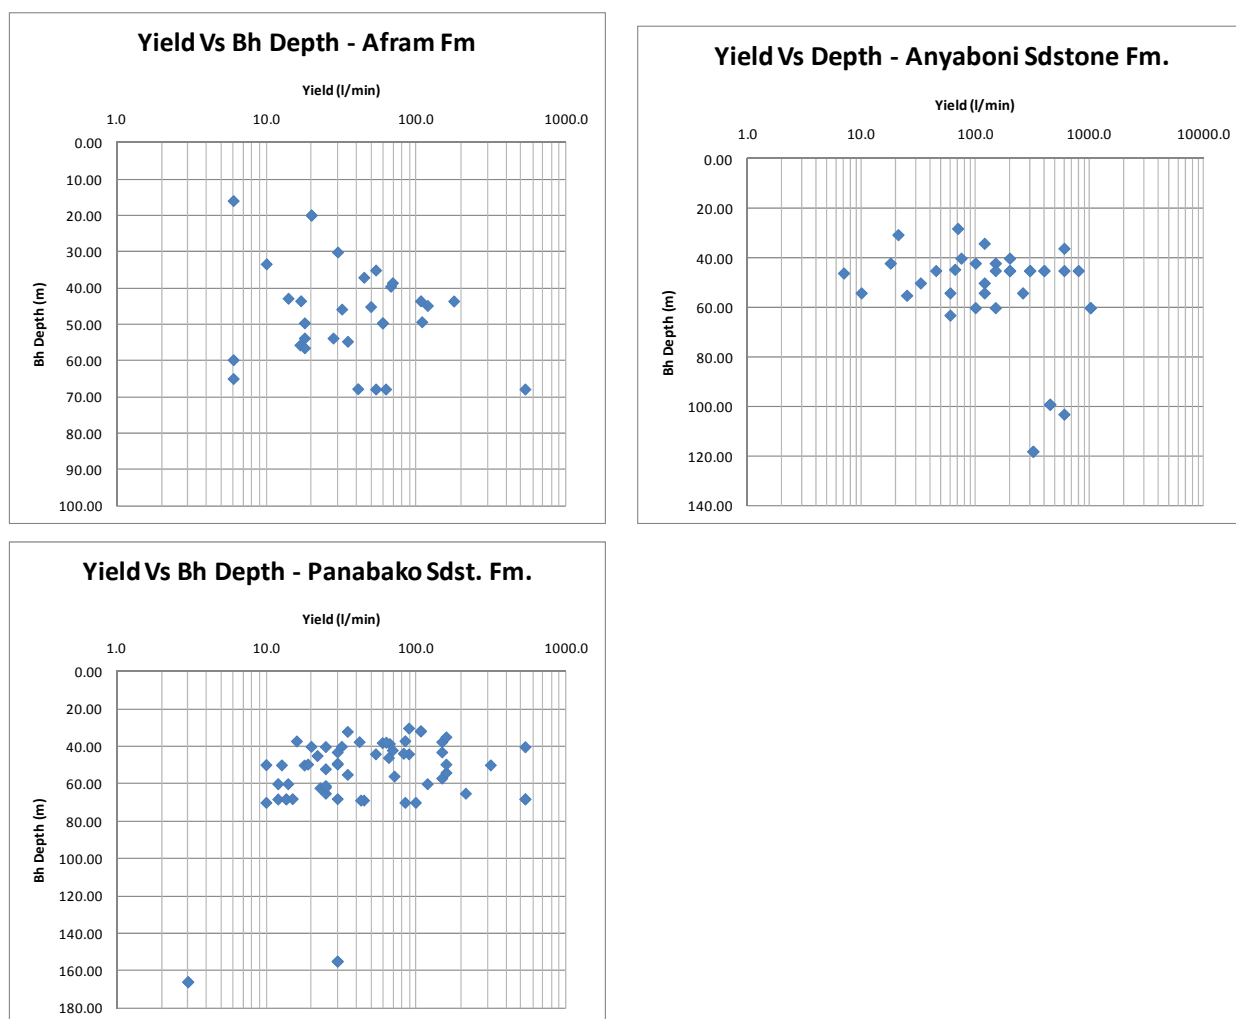 Yield Vs Bh Depth - Afram Fm
Yield (l/min)
1.0 10.0 100.0 1000.0
0.00
10.00
20.00
30.00
40.00
50.00
60.00
70.00
80.00
90.00
100.00
Bh Depth (m)
Yield Vs Depth - Anyaboni Sdstone Fm.
Yield (l/min)
1.0 10.0 100.0 1000.0 10000.0
0.00
20.00
40.00
60.00
80.00
100.00
120.00
140.00
Bh Depth (m)
Yield Vs Bh Depth - Panabako Sdst. Fm.
Yield (l/min)
1.0 10.0 100.0 1000.0
0.00
20.00
40.00
60.00
80.00
100.00
120.00
140.00
160.00
180.00
Bh Depth (m)